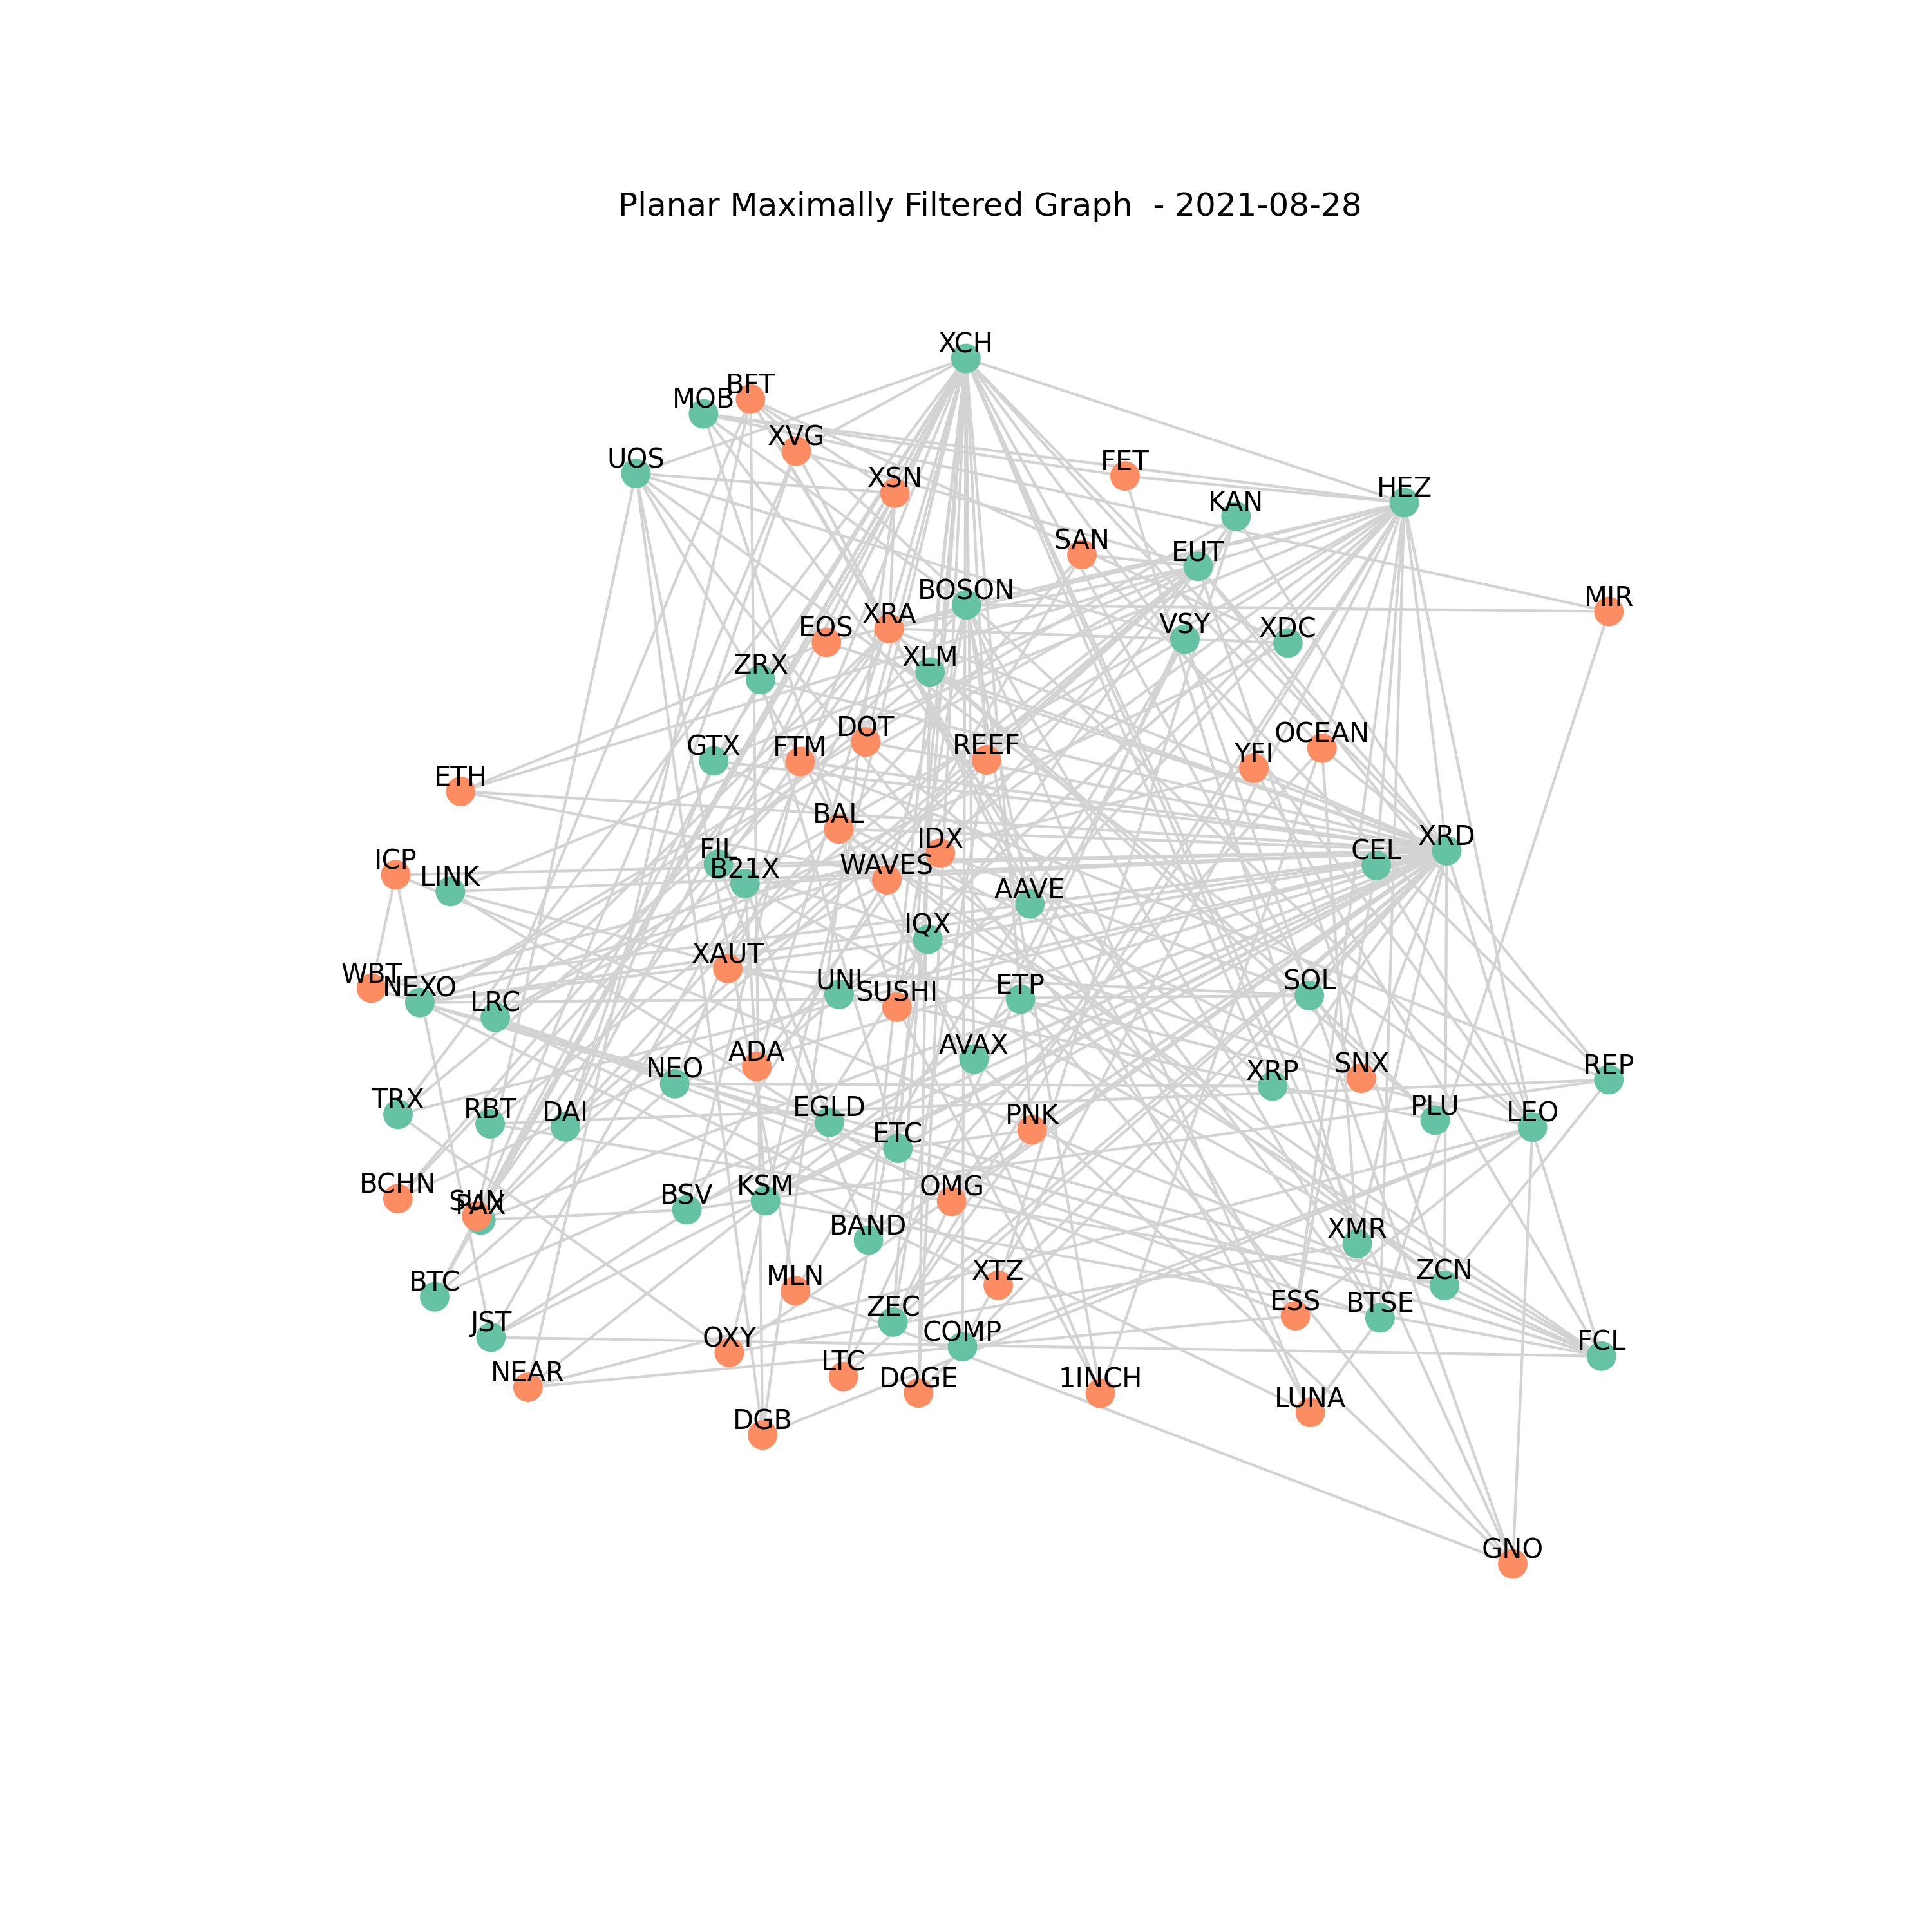 Planar Maximally Filtered Graph  - 2021-08-28
XCH
BFT
MOB
XVG
UOS
FET
XSN
HEZ
KAN
SAN
EUT
BOSON
MIR
XRA
VSY
EOS
XDC
XLM
ZRX
DOT
OCEAN
GTX
FTM
REEF
YFI
ETH
BAL
IDX
XRD
FIL
CEL
ICP
WAVES
B21X
LINK
AAVE
IQX
XAUT
WBT
UNI
SOL
NEXO
ETP
SUSHI
LRC
AVAX
ADA
SNX
REP
NEO
XRP
TRX
EGLD
PLU
RBT
DAI
LEO
PNK
ETC
BCHN
KSM
OMG
BSV
SUN
PAX
BAND
XMR
XTZ
ZCN
MLN
BTC
ESS
BTSE
ZEC
JST
COMP
OXY
FCL
LTC
NEAR
DOGE
1INCH
LUNA
DGB
GNO